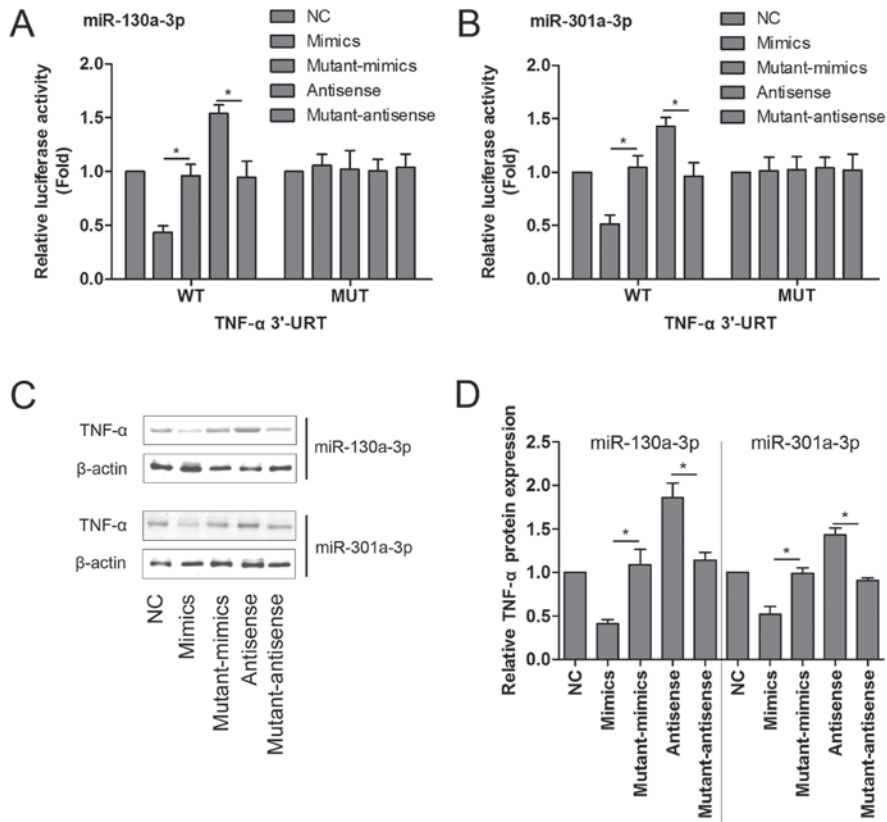 A
miR-130a-3p
NC
Mimics
Mutant-mimics
Antisense
Mutant-antisense
Relative luciferase activity
(Fold)
2.0
1.5
1.0
0.5
0.0
*
*
WT
MUT
TNF-α 3'-URT
B
miR-301a-3p
NC
Mimics
Mutant-mimics
Antisense
Mutant-antisense
Relative luciferase activity
(Fold)
2.0
1.5
1.0
0.5
0.0
*
*
WT
MUT
TNF-α 3'-URT
C
TNF-α
β-actin
miR-130a-3p
TNF-α
β-actin
miR-301a-3p
NC
Mimics
Mutant-mimics
Antisense
Mutant-antisense
D
Relative TNF-α protein expression
2.5
2.0
1.5
1.0
0.5
0.0
miR-130a-3p
miR-301a-3p
*
*
*
*
NC
Mimics
Mutant-mimics
Antisense
Mutant-antisense
NC
Mimics
Mutant-mimics
Antisense
Mutant-antisense